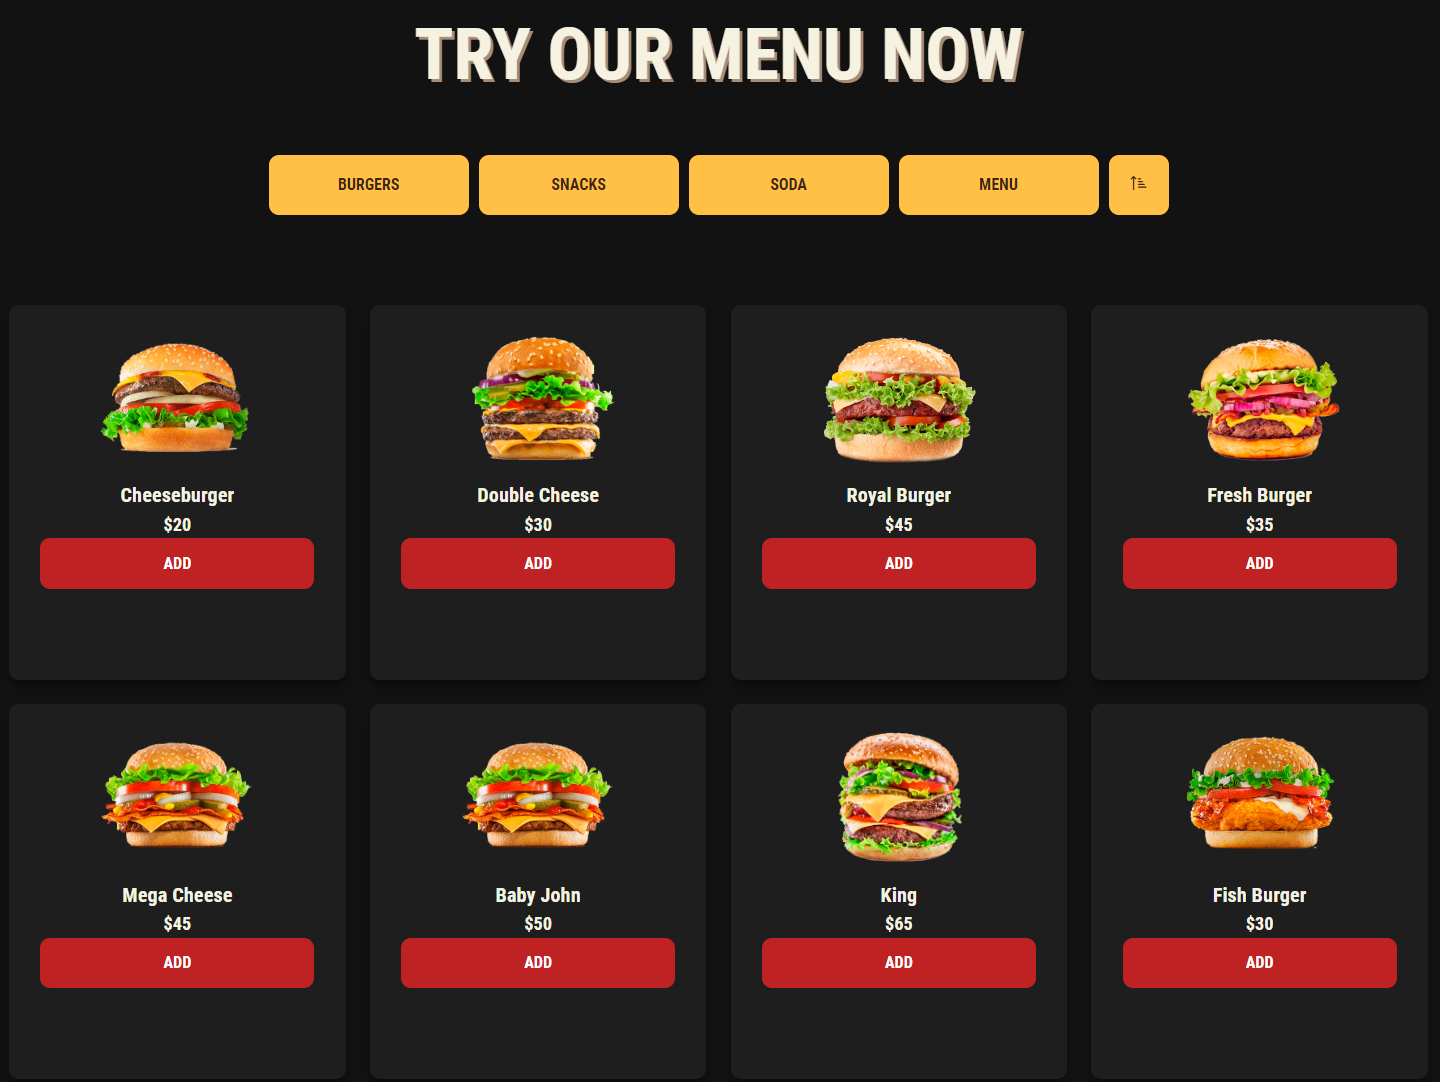 TRY OUR MENU NOW
BURGERS SNACKS SODA MENU
Cheeseburger Double Cheese Royal Burger Fresh Burger
$20 $30 $45 $35
ADD ADD ADD ADD
Mega Cheese Baby John King Fish Burger
$45 $50 $65 $30
ADD ADD ADD ADD